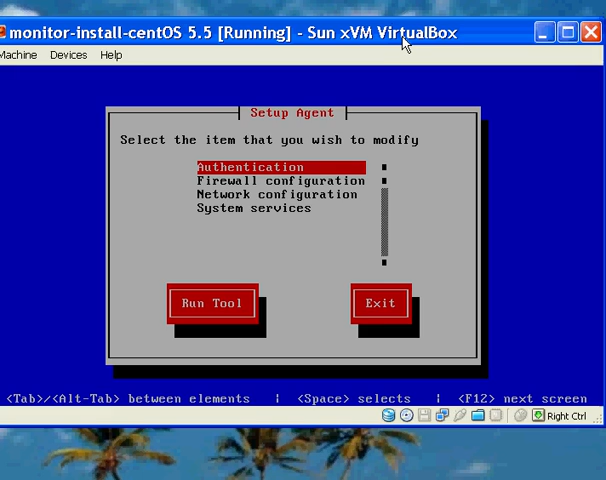 monitor-install-centOS 5.5 [Running] - Sun xVM VirtualBox
Machine Devices Help
Setup Agent
Select the item that you wish to modify
Authentication
Firewall configuration
Network configuration
System services
Run Tool Exit
<Tab>/<Alt-Tab> between elements | <Space> selects | <F12> next screen
Right Ctrl